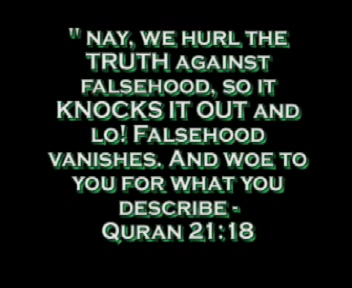 " NAY, WE HURL THE
TRUTH AGAINST
FALSEHOOD, SO IT
KNOCKS IT OUT AND
LO! FALSEHOOD
VANISHES. AND WOE TO
YOU FOR WHAT YOU
DESCRIBE -
QURAN 21:18